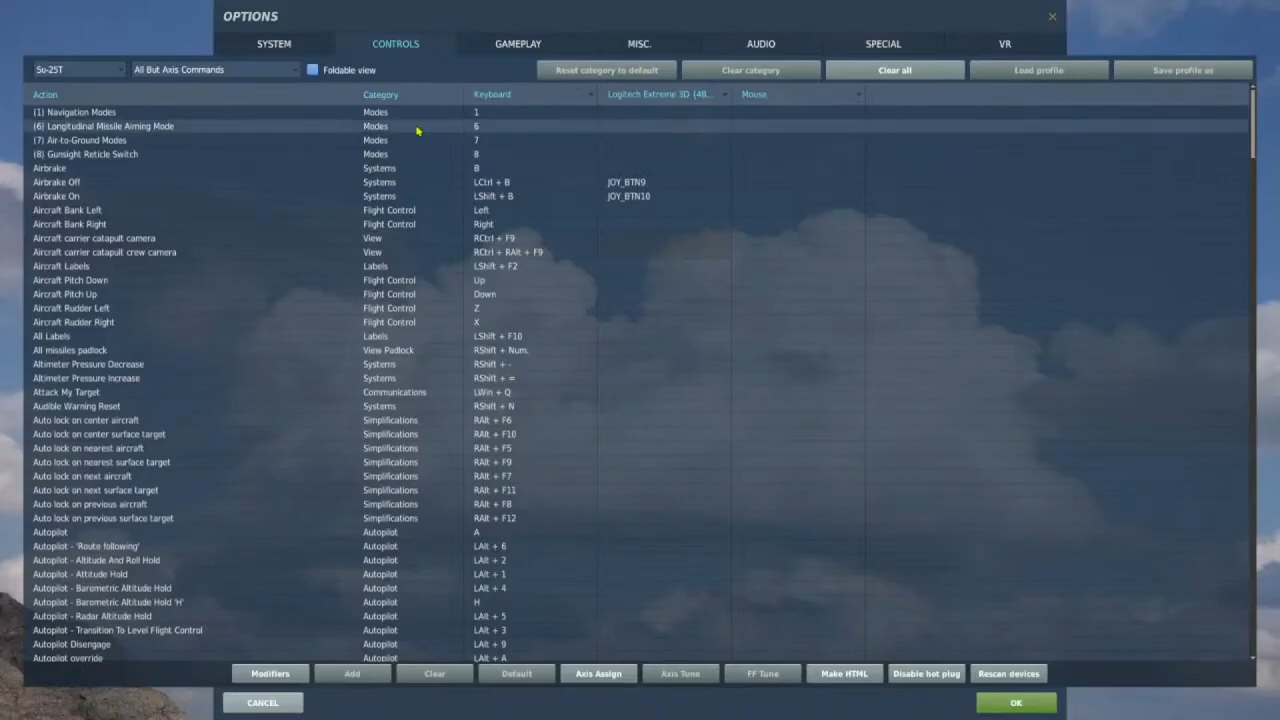 OPTIONS
SYSTEM CONTROLS GAMEPLAY MISC. AUDIO SPECIAL VR
Su-25T All But Axis Commands Foldable view Reset category to default Clear category Clear all Load profile Save profile as
Action Category Keyboard Logitech Extreme 3D (4B... Mouse
(1) Navigation Modes Modes 1
(6) Longitudinal Missile Aiming Mode Modes 6
(7) Air-to-Ground Modes Modes 7
(8) Gunsight Reticle Switch Modes 8
Airbrake Systems B
Airbrake Off Systems LCtrl + B JOY_BTN9
Airbrake On Systems LShift + B JOY_BTN10
Aircraft Bank Left Flight Control Left
Aircraft Bank Right Flight Control Right
Aircraft carrier catapult camera View RCtrl + F9
Aircraft carrier catapult crew camera View RCtrl + RAlt + F9
Aircraft Labels Labels LShift + F2
Aircraft Pitch Down Flight Control Up
Aircraft Pitch Up Flight Control Down
Aircraft Rudder Left Flight Control Z
Aircraft Rudder Right Flight Control X
All Labels Labels LShift + F10
All missiles padlock View Padlock RShift + Num.
Altimeter Pressure Decrease Systems RShift + -
Altimeter Pressure Increase Systems RShift + =
Attack My Target Communications LWin + Q
Audible Warning Reset Systems RShift + N
Auto lock on center aircraft Simplifications RAlt + F6
Auto lock on center surface target Simplifications RAlt + F10
Auto lock on nearest aircraft Simplifications RAlt + F5
Auto lock on nearest surface target Simplifications RAlt + F9
Auto lock on next aircraft Simplifications RAlt + F7
Auto lock on next surface target Simplifications RAlt + F11
Auto lock on previous aircraft Simplifications RAlt + F8
Auto lock on previous surface target Simplifications RAlt + F12
Autopilot Autopilot A
Autopilot - 'Route following' Autopilot LAlt + 6
Autopilot - Altitude And Roll Hold Autopilot LAlt + 2
Autopilot - Attitude Hold Autopilot LAlt + 1
Autopilot - Barometric Altitude Hold Autopilot LAlt + 4
Autopilot - Barometric Altitude Hold 'H' Autopilot H
Autopilot - Radar Altitude Hold Autopilot LAlt + 5
Autopilot - Transition To Level Flight Control Autopilot LAlt + 3
Autopilot Disengage Autopilot LAlt + 9
Autopilot override Autopilot LAlt + A
Modifiers Add Clear Default Axis Assign Axis Tune FF Tune Make HTML Disable hot plug Rescan devices
CANCEL OK